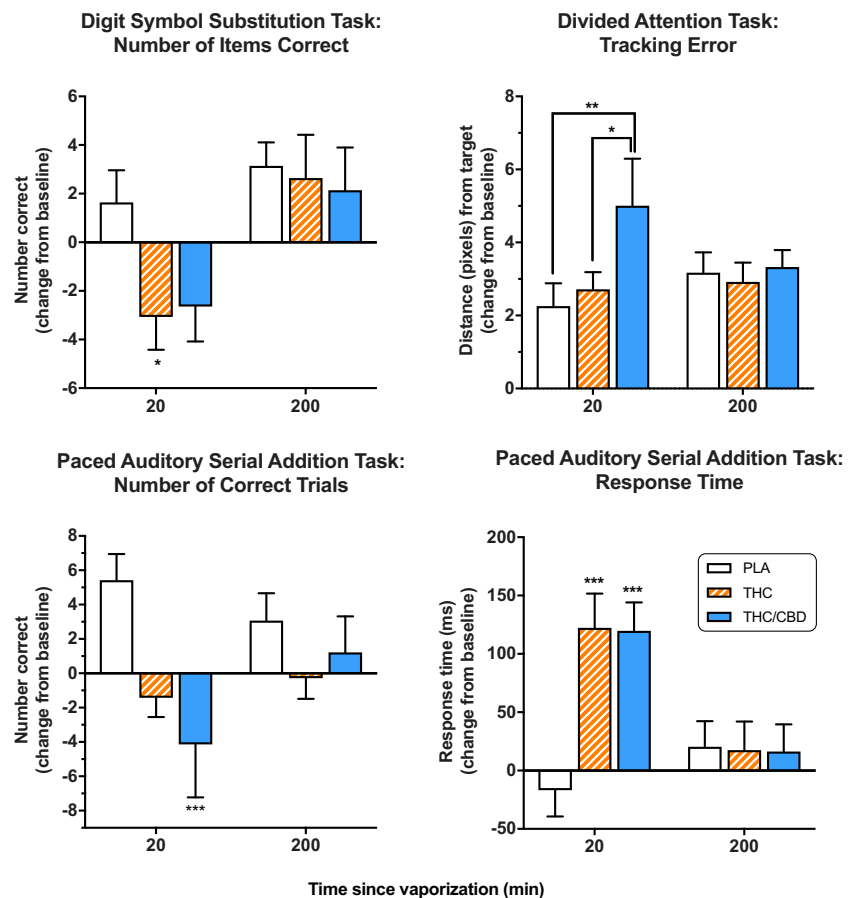 Digit Symbol Substitution Task:
Number of Items Correct
Number correct
(change from baseline)
6
4
2
0
-2
-4
-6
*
20
200
Divided Attention Task:
Tracking Error
Distance (pixels) from target
(change from baseline)
8
6
4
2
0
**
*
20
200
Paced Auditory Serial Addition Task:
Number of Correct Trials
Number correct
(change from baseline)
8
6
4
2
0
-2
-4
-6
-8
***
20
200
Paced Auditory Serial Addition Task:
Response Time
Response time (ms)
(change from baseline)
200
150
100
50
0
-50
***
***
PLA
THC
THC/CBD
20
200
Time since vaporization (min)